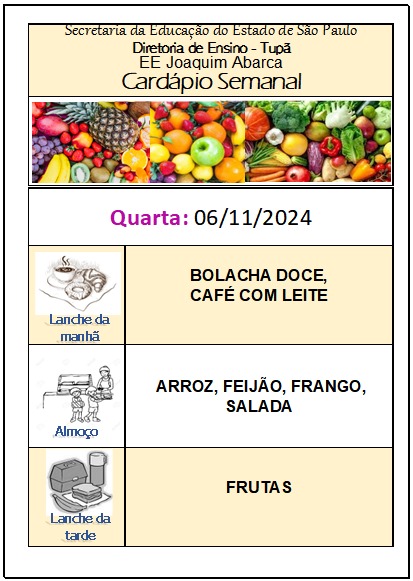 Secretaria da Educação do Estado de São Paulo
Diretoria de Ensino - Tupã
EE Joaquim Abarca
Cardápio Semanal
Quarta: 06/11/2024
Lanche da
manhã
BOLACHA DOCE,
CAFÉ COM LEITE
Almoço
ARROZ, FEIJÃO, FRANGO,
SALADA
Lanche da
tarde
FRUTAS